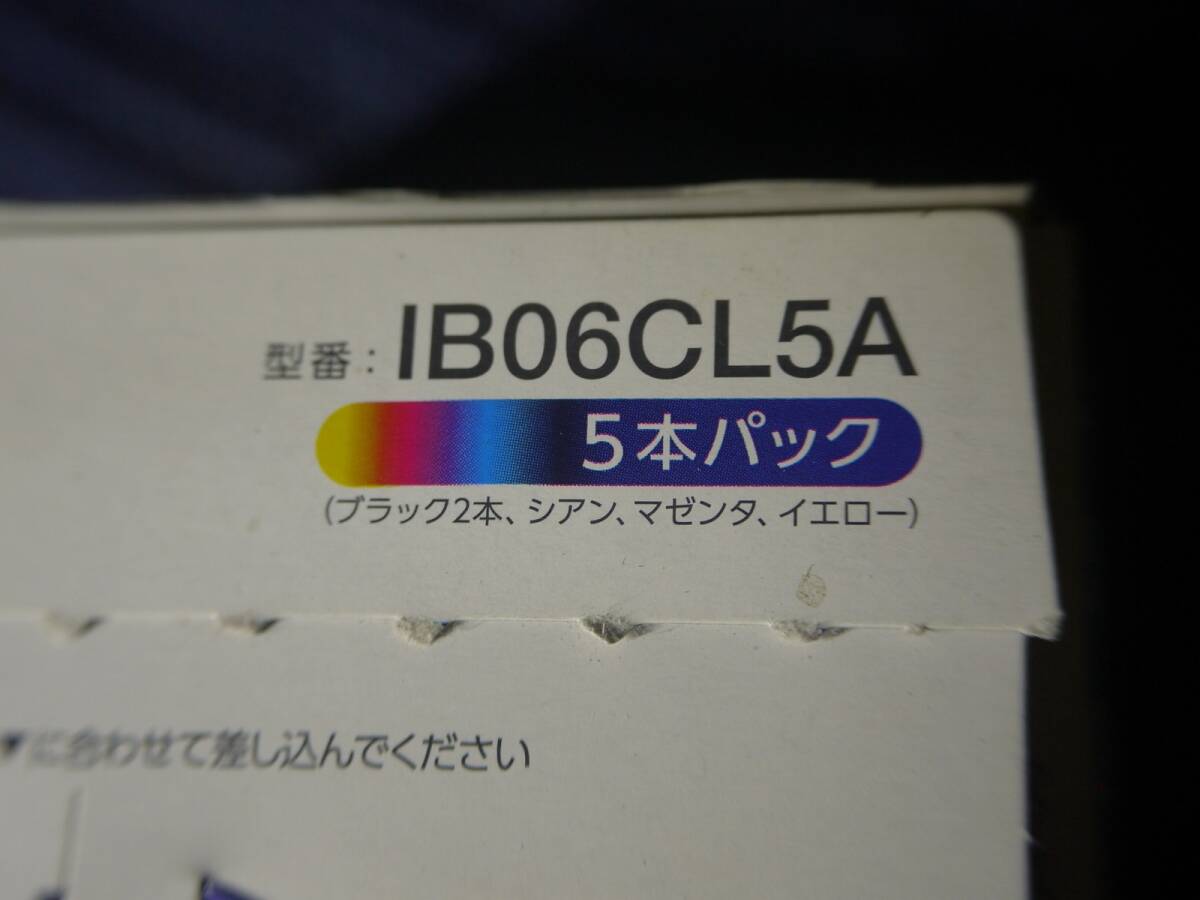 型番：IB06CL5A
5本パック
（ブラック2本、シアン、マゼンタ、イエロー）
▼に合わせて差し込んでください